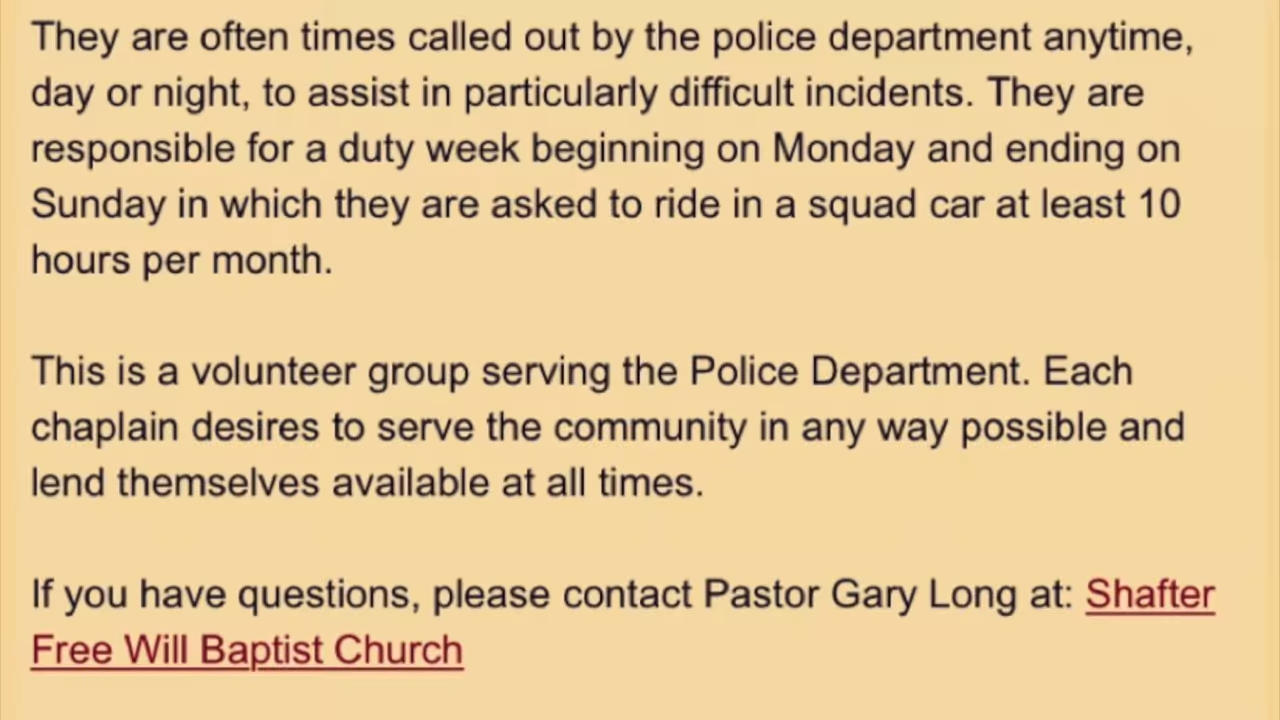 They are often times called out by the police department anytime,
day or night, to assist in particularly difficult incidents. They are
responsible for a duty week beginning on Monday and ending on
Sunday in which they are asked to ride in a squad car at least 10
hours per month.
This is a volunteer group serving the Police Department. Each
chaplain desires to serve the community in any way possible and
lend themselves available at all times.
If you have questions, please contact Pastor Gary Long at: Shafter
Free Will Baptist Church